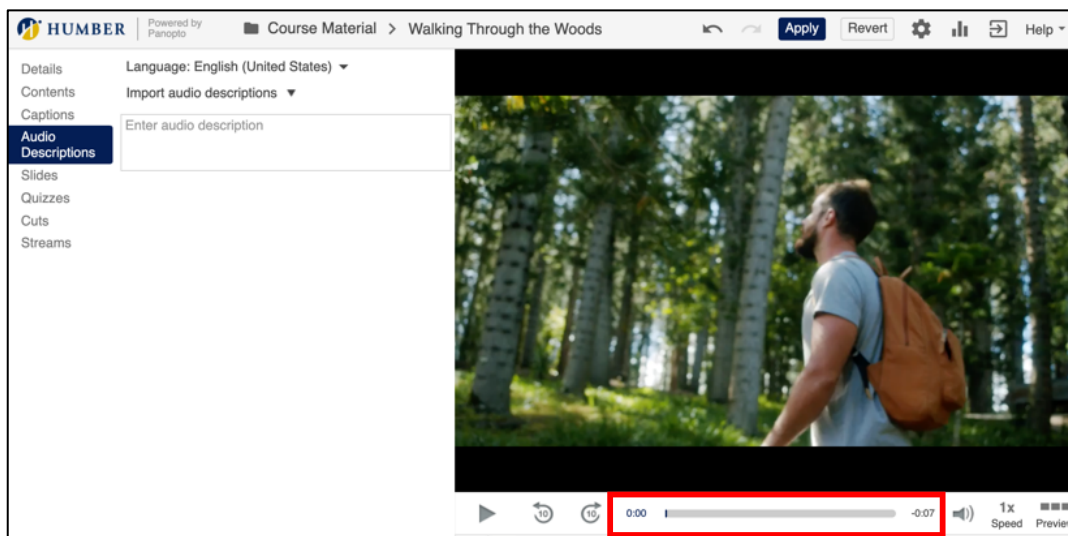 HUMBER Powered by Panopto Course Material > Walking Through the Woods Apply Revert Help
Details
Contents
Captions
Audio Descriptions
Slides
Quizzes
Cuts
Streams
Language: English (United States)
Import audio descriptions
Enter audio description
10 10 0:00 -0:07 1x Speed Preview